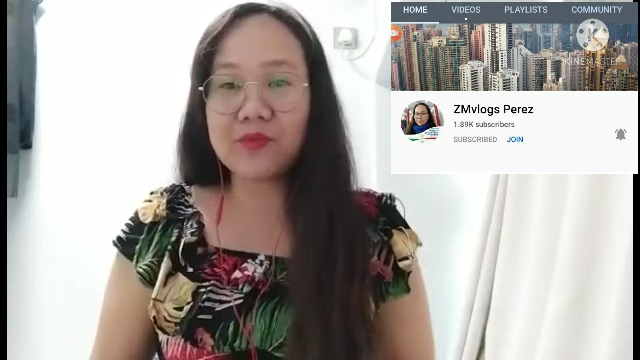 HOME VIDEOS PLAYLISTS COMMUNITY
KINEMASTER
ZMvlogs Perez
1.89K subscribers
SUBSCRIBED JOIN